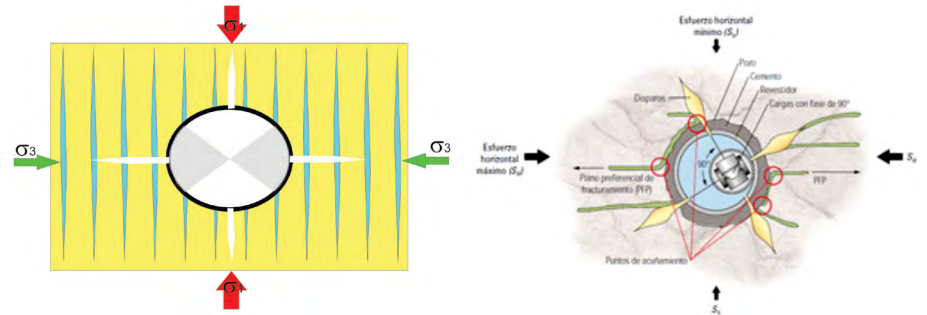 σ1
σ3
σ3
σ1
Esfuerzo horizontal
mínimo (Sh)
Pozo
Cemento
Revestidor
Cargas con fase de 90°
Disparos
90°
Esfuerzo
horizontal
máximo (SH)
SH
Plano preferencial de
fracturamiento (PFP)
PFP
Puntos de acuñamiento
Sh